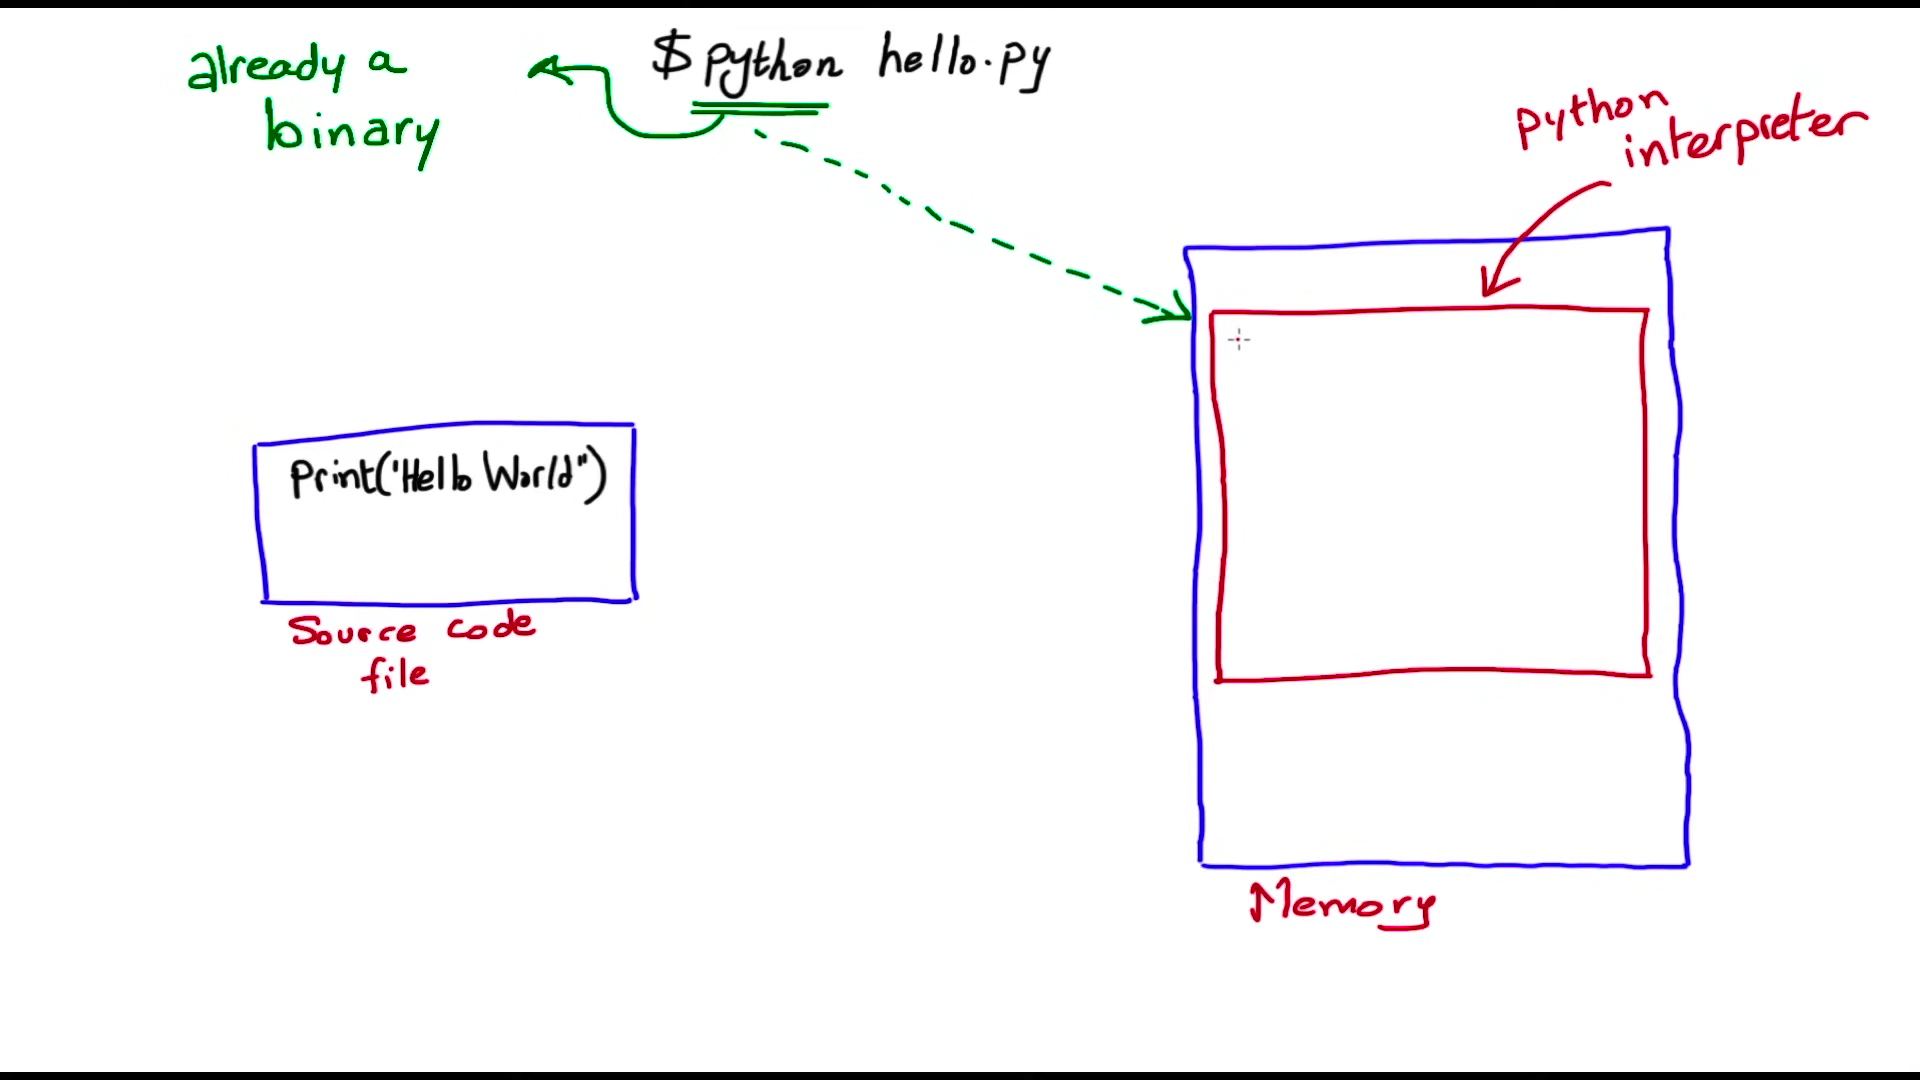 already a
binary
$ python hello.py
python
interpreter
Print('Hello World")
Source code
file
Memory